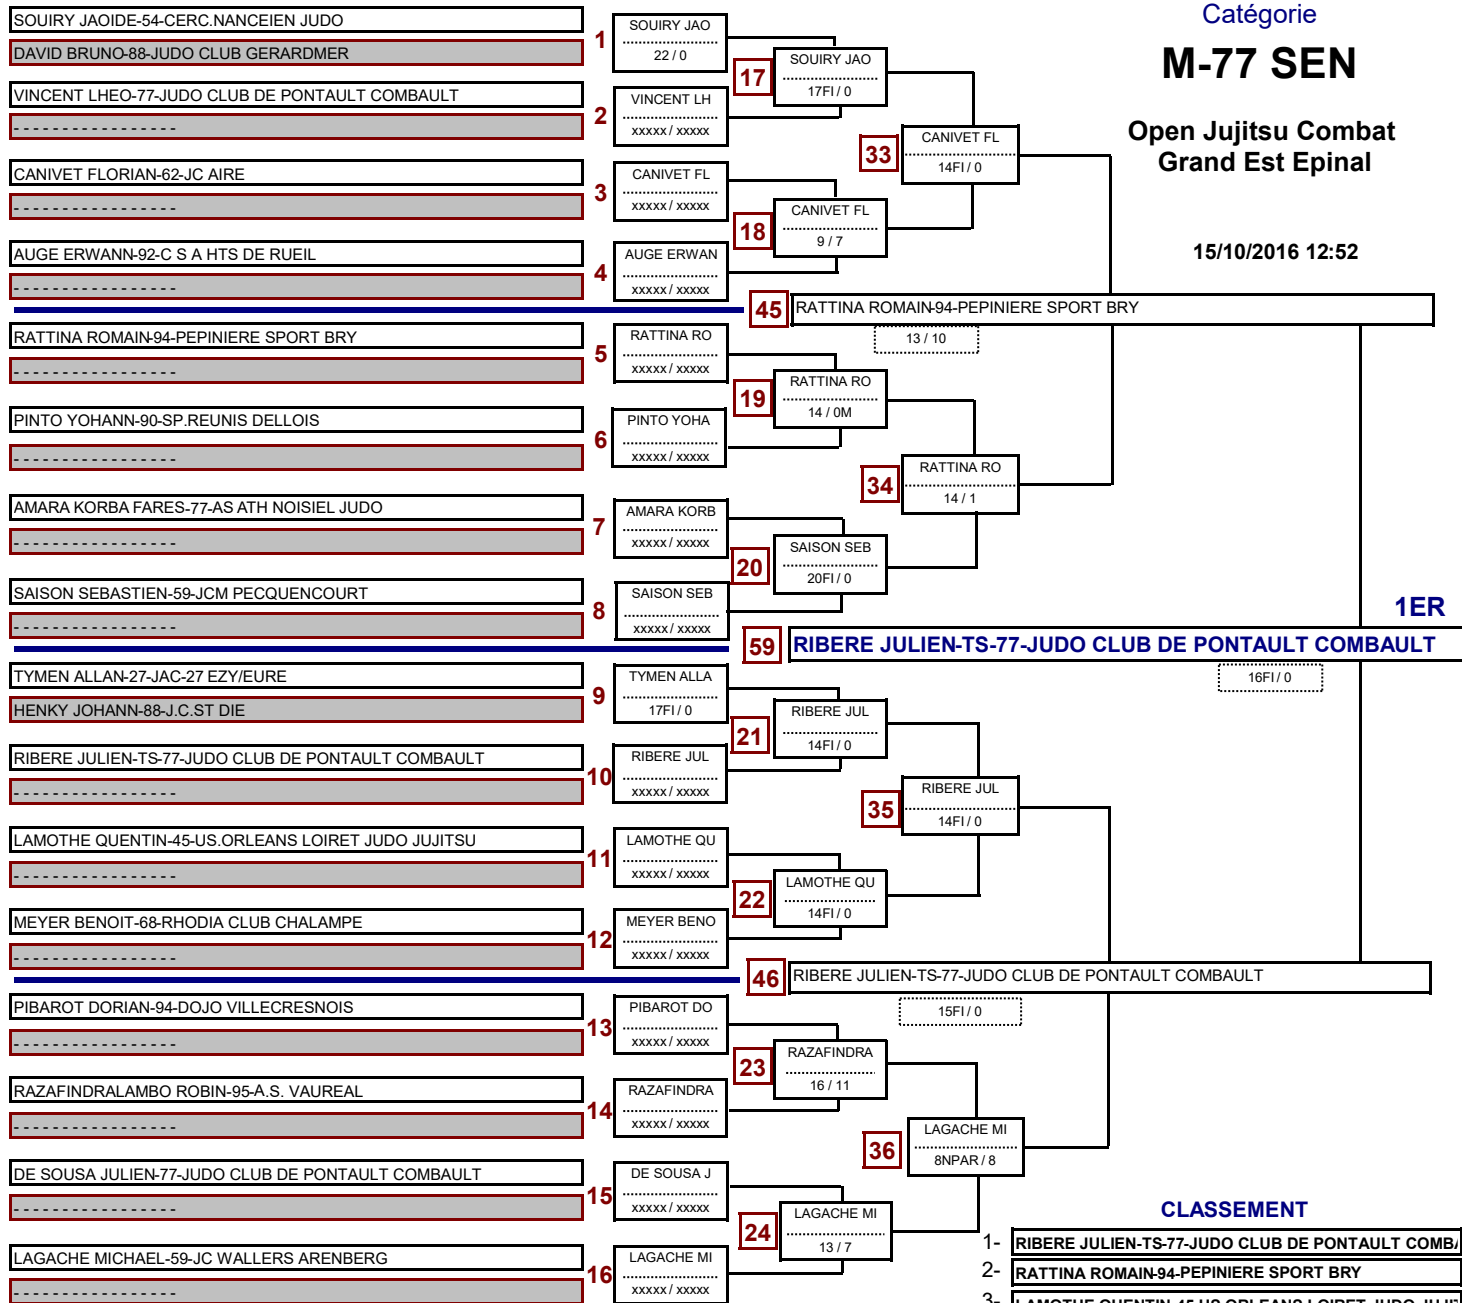 Catégorie
M-77 SEN
Open Jujitsu Combat
Grand Est Epinal
15/10/2016 12:52
SOUIRY JAOIDE-54-CERC.NANCEIEN JUDO
DAVID BRUNO-88-JUDO CLUB GERARDMER
1
SOUIRY JAO
22 / 0
VINCENT LHEO-77-JUDO CLUB DE PONTAULT COMBAULT
- - - - - - - - - - - - - - - - -
2
VINCENT LH
xxxxx / xxxxx
17
SOUIRY JAO
17FI / 0
CANIVET FLORIAN-62-JC AIRE
- - - - - - - - - - - - - - - - -
3
CANIVET FL
xxxxx / xxxxx
AUGE ERWANN-92-C S A HTS DE RUEIL
- - - - - - - - - - - - - - - - -
4
AUGE ERWAN
xxxxx / xxxxx
18
CANIVET FL
9 / 7
33
CANIVET FL
14FI / 0
45
RATTINA ROMAIN-94-PEPINIERE SPORT BRY
13 / 10
RATTINA ROMAIN-94-PEPINIERE SPORT BRY
- - - - - - - - - - - - - - - - -
5
RATTINA RO
xxxxx / xxxxx
PINTO YOHANN-90-SP.REUNIS DELLOIS
- - - - - - - - - - - - - - - - -
6
PINTO YOHA
xxxxx / xxxxx
19
RATTINA RO
14 / 0M
AMARA KORBA FARES-77-AS ATH NOISIEL JUDO
- - - - - - - - - - - - - - - - -
7
AMARA KORB
xxxxx / xxxxx
SAISON SEBASTIEN-59-JCM PECQUENCOURT
- - - - - - - - - - - - - - - - -
8
SAISON SEB
xxxxx / xxxxx
20
SAISON SEB
20FI / 0
34
RATTINA RO
14 / 1
1ER
59
RIBERE JULIEN-TS-77-JUDO CLUB DE PONTAULT COMBAULT
16FI / 0
TYMEN ALLAN-27-JAC-27 EZY/EURE
HENKY JOHANN-88-J.C.ST DIE
9
TYMEN ALLA
17FI / 0
RIBERE JULIEN-TS-77-JUDO CLUB DE PONTAULT COMBAULT
- - - - - - - - - - - - - - - - -
10
RIBERE JUL
xxxxx / xxxxx
21
RIBERE JUL
14FI / 0
LAMOTHE QUENTIN-45-US.ORLEANS LOIRET JUDO JUJITSU
- - - - - - - - - - - - - - - - -
11
LAMOTHE QU
xxxxx / xxxxx
MEYER BENOIT-68-RHODIA CLUB CHALAMPE
- - - - - - - - - - - - - - - - -
12
MEYER BENO
xxxxx / xxxxx
22
LAMOTHE QU
14FI / 0
35
RIBERE JUL
14FI / 0
46
RIBERE JULIEN-TS-77-JUDO CLUB DE PONTAULT COMBAULT
15FI / 0
PIBAROT DORIAN-94-DOJO VILLECRESNOIS
- - - - - - - - - - - - - - - - -
13
PIBAROT DO
xxxxx / xxxxx
RAZAFINDRALAMBO ROBIN-95-A.S. VAUREAL
- - - - - - - - - - - - - - - - -
14
RAZAFINDRA
xxxxx / xxxxx
23
RAZAFINDRA
16 / 11
DE SOUSA JULIEN-77-JUDO CLUB DE PONTAULT COMBAULT
- - - - - - - - - - - - - - - - -
15
DE SOUSA J
xxxxx / xxxxx
LAGACHE MICHAEL-59-JC WALLERS ARENBERG
- - - - - - - - - - - - - - - - -
16
LAGACHE MI
xxxxx / xxxxx
24
LAGACHE MI
13 / 7
36
LAGACHE MI
8NPAR / 8
CLASSEMENT
1- RIBERE JULIEN-TS-77-JUDO CLUB DE PONTAULT COMBA
2- RATTINA ROMAIN-94-PEPINIERE SPORT BRY
3- LAMOTHE QUENTIN-45-US.ORLEANS LOIRET JUDO JUJIT